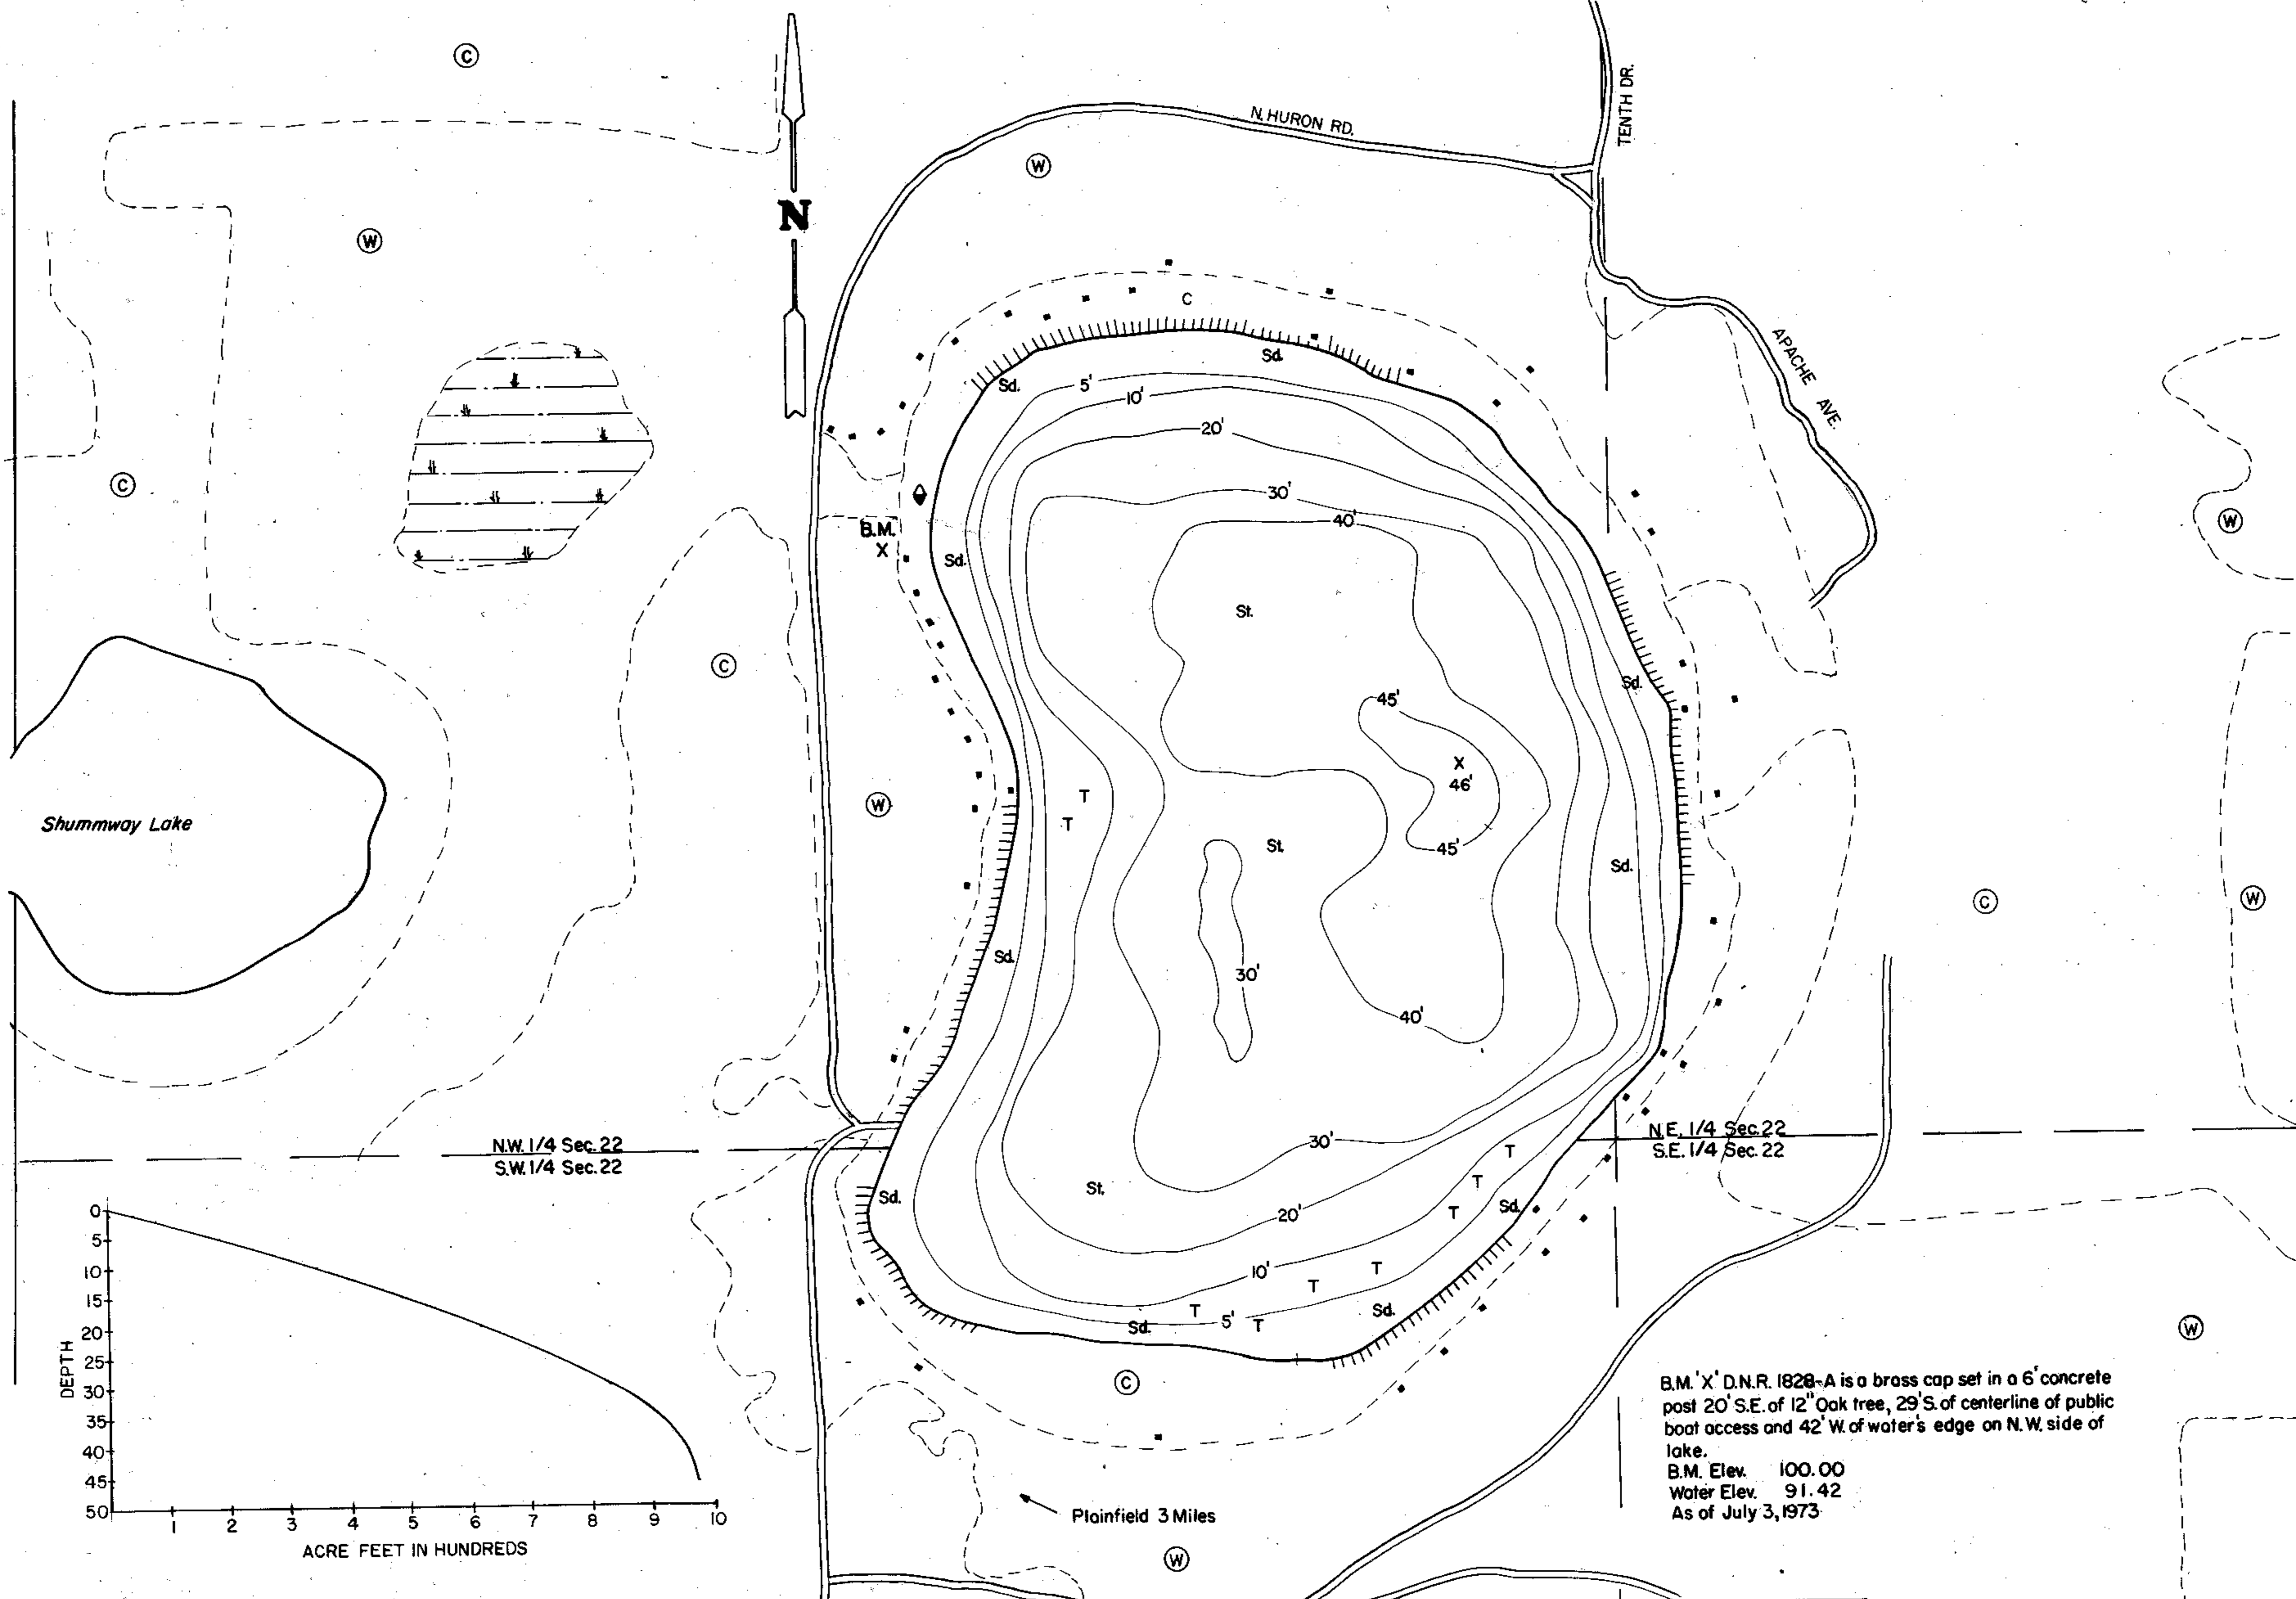 C
N. HURON RD.
TENTH DR.
W
N
W
C
APACHE AVE.
Sd.
Sd.
5'
10'
20'
C
30'
40'
W
B.M.
X
Sd.
St.
C
Sd.
45'
X
46'
T
W
T
Shummway Lake
St.
45'
Sd.
C
W
Sd.
30'
40'
N.W. 1/4 Sec. 22
S.W. 1/4 Sec. 22
N.E. 1/4 Sec. 22
S.E. 1/4 Sec. 22
30'
T
T
St.
Sd.
Sd.
20'
T
10'
T
T
T
Sd.
Sd.
5'
T
W
C
DEPTH
0
5
10
15
20
25
30
35
40
45
50
1 2 3 4 5 6 7 8 9 10
ACRE FEET IN HUNDREDS
B.M. 'X' D.N.R. 1828-A is a brass cap set in a 6' concrete
post 20' S.E. of 12" Oak tree, 29' S. of centerline of public
boat access and 42' W. of water's edge on N.W. side of
lake.
B.M. Elev. 100.00
Water Elev. 91.42
As of July 3, 1973
Plainfield 3 Miles
W